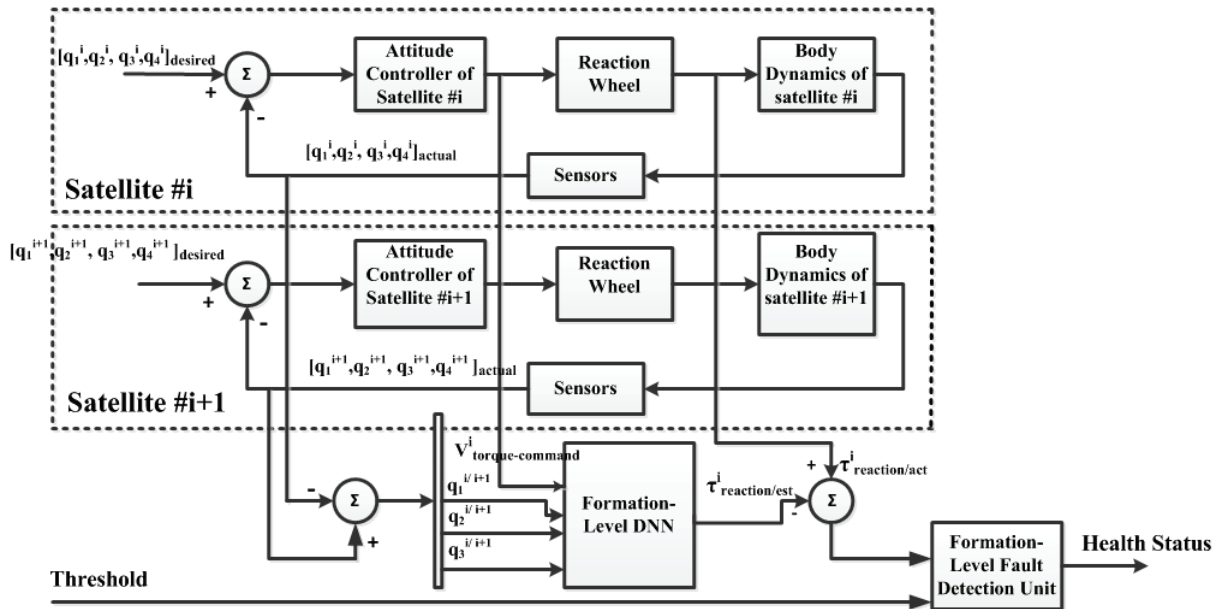 [q₁ⁱ,q₂ⁱ, q₃ⁱ,q₄ⁱ]desired
+
Σ
-
Attitude
Controller of
Satellite #i
Reaction
Wheel
Body
Dynamics of
satellite #i
[q₁ⁱ,q₂ⁱ, q₃ⁱ,q₄ⁱ]actual
Sensors
Satellite #i
[q₁ⁱ⁺¹,q₂ⁱ⁺¹, q₃ⁱ⁺¹,q₄ⁱ⁺¹ ]desired
+
Σ
-
Attitude
Controller of
Satellite #i+1
Reaction
Wheel
Body
Dynamics of
satellite #i+1
[q₁ⁱ⁺¹,q₂ⁱ⁺¹, q₃ⁱ⁺¹,q₄ⁱ⁺¹ ]actual
Sensors
Satellite #i+1
-
Σ
+
Vⁱtorque-command
q₁ⁱ/ ⁱ⁺¹
q₂ⁱ/ ⁱ⁺¹
q₃ⁱ/ ⁱ⁺¹
Formation-
Level DNN
τⁱreaction/est
+
τⁱreaction/act
Σ
-
Formation-
Level Fault
Detection Unit
Health Status
Threshold